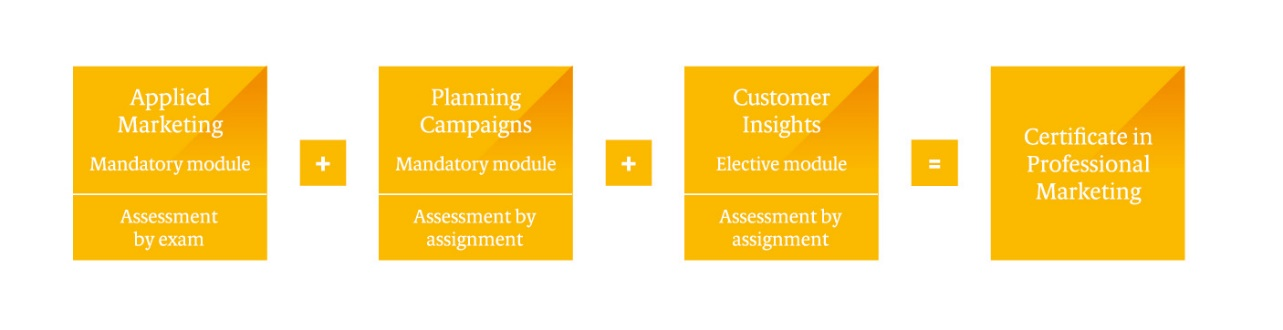 Applied
Marketing
Mandatory module
Assessment
by exam
+
Planning
Campaigns
Mandatory module
Assessment by
assignment
+
Customer
Insights
Elective module
Assessment by
assignment
=
Certificate in
Professional
Marketing